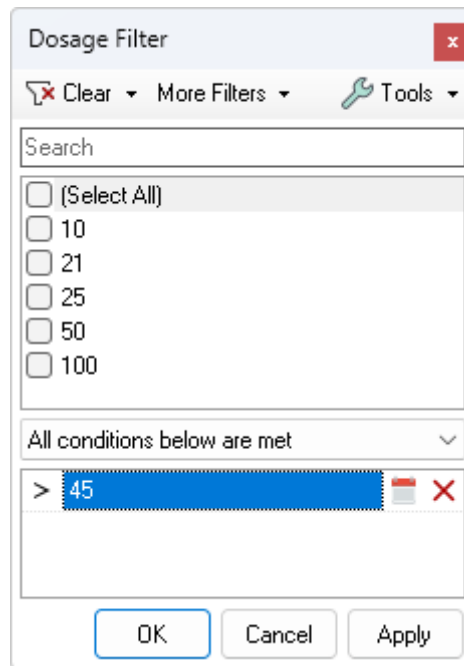 Dosage Filter x
Clear More Filters Tools
Search
(Select All)
10
21
25
50
100
All conditions below are met
> 45
OK Cancel Apply